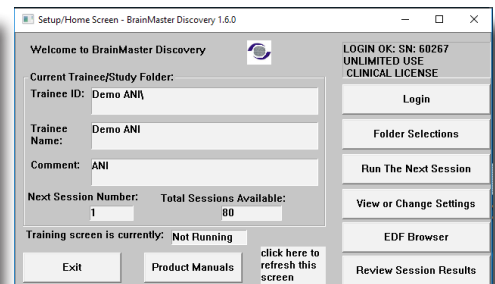 Setup/Home Screen - BrainMaster Discovery 1.6.0
Welcome to BrainMaster Discovery
LOGIN OK: SN: 60267
UNLIMITED USE
CLINICAL LICENSE
Current Trainee/Study Folder:
Trainee ID: Demo ANI\
Trainee Name: Demo ANI
Comment: ANI
Next Session Number: Total Sessions Available:
1 80
Training screen is currently: Not Running
Exit
Product Manuals
click here to
refresh this
screen
Login
Folder Selections
Run The Next Session
View or Change Settings
EDF Browser
Review Session Results